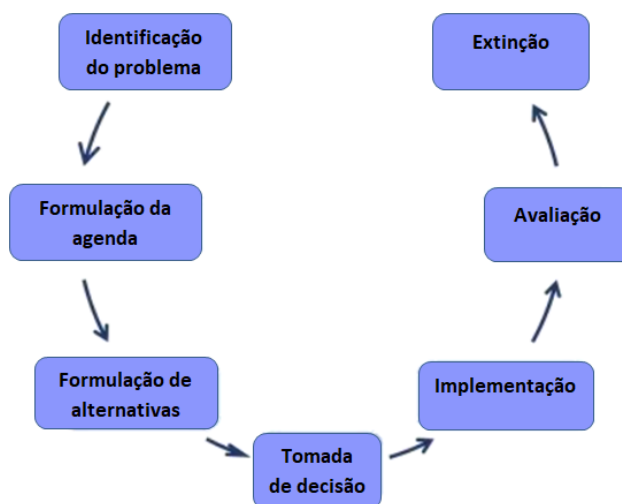 Identificação
do problema
Formulação da
agenda
Formulação de
alternativas
Tomada
de decisão
Implementação
Avaliação
Extinção